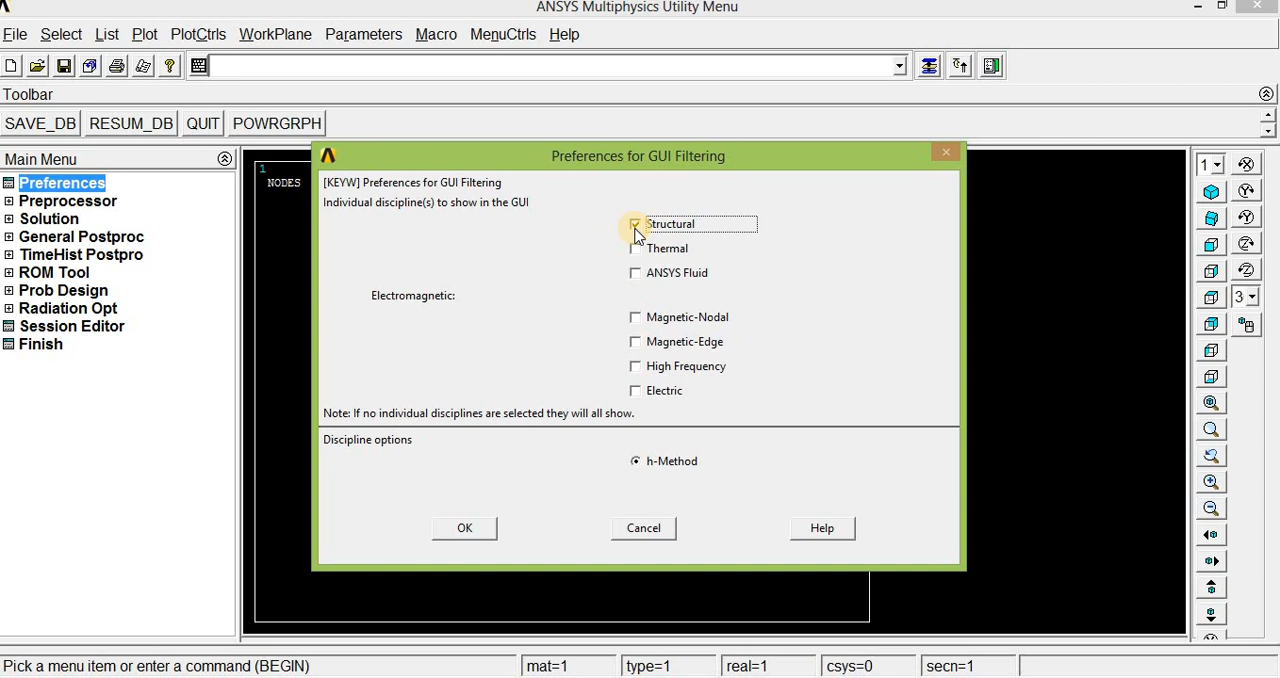 ANSYS Multiphysics Utility Menu
File Select List Plot PlotCtrls WorkPlane Parameters Macro MenuCtrls Help
Toolbar
SAVE_DB RESUM_DB QUIT POWRGRPH
Main Menu
Preferences
Preprocessor
Solution
General Postproc
TimeHist Postpro
ROM Tool
Prob Design
Radiation Opt
Session Editor
Finish
1
NODES
Preferences for GUI Filtering
[KEYW] Preferences for GUI Filtering
Individual discipline(s) to show in the GUI
Structural
Thermal
ANSYS Fluid
Electromagnetic:
Magnetic-Nodal
Magnetic-Edge
High Frequency
Electric
Note: If no individual disciplines are selected they will all show.
Discipline options
h-Method
OK Cancel Help
1
3
Pick a menu item or enter a command (BEGIN) mat=1 type=1 real=1 csys=0 secn=1